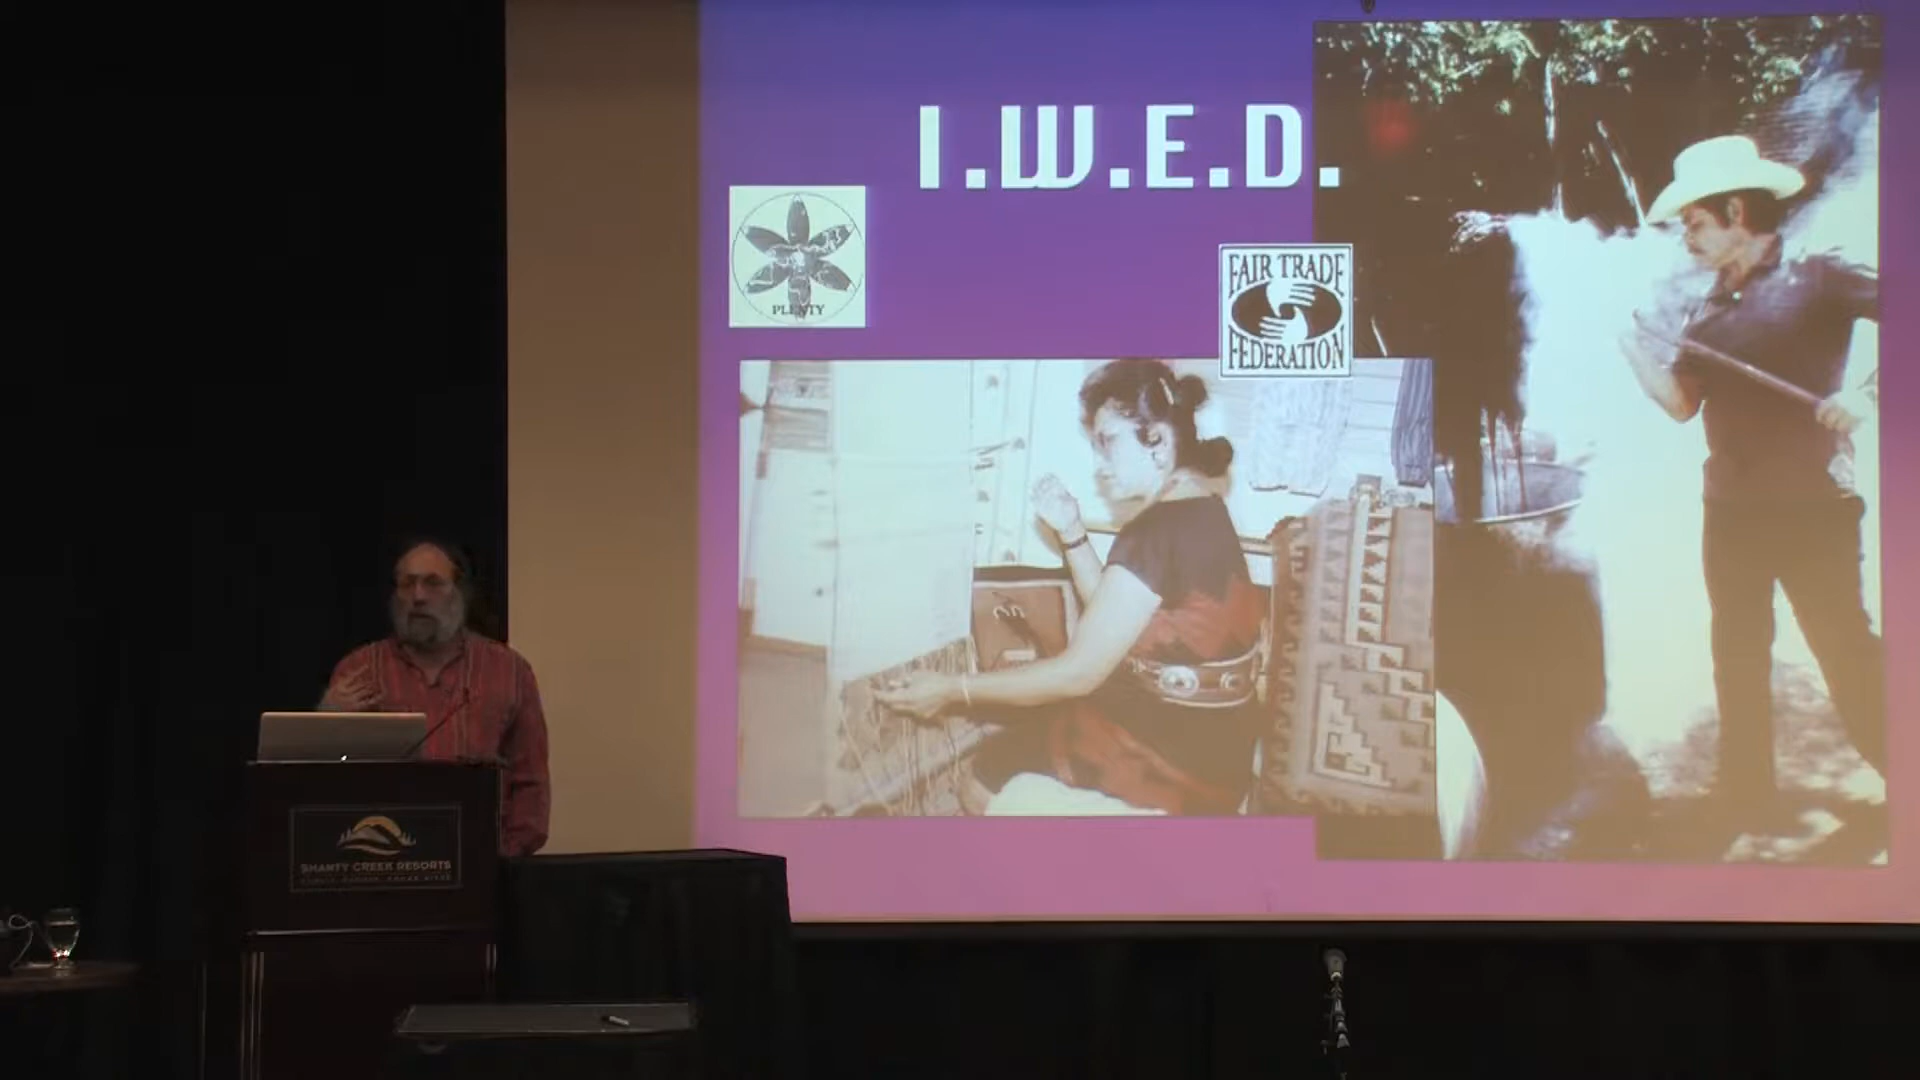 I.W.E.D.
PLENTY
FAIR TRADE
FEDERATION
SHANTY CREEK RESORTS